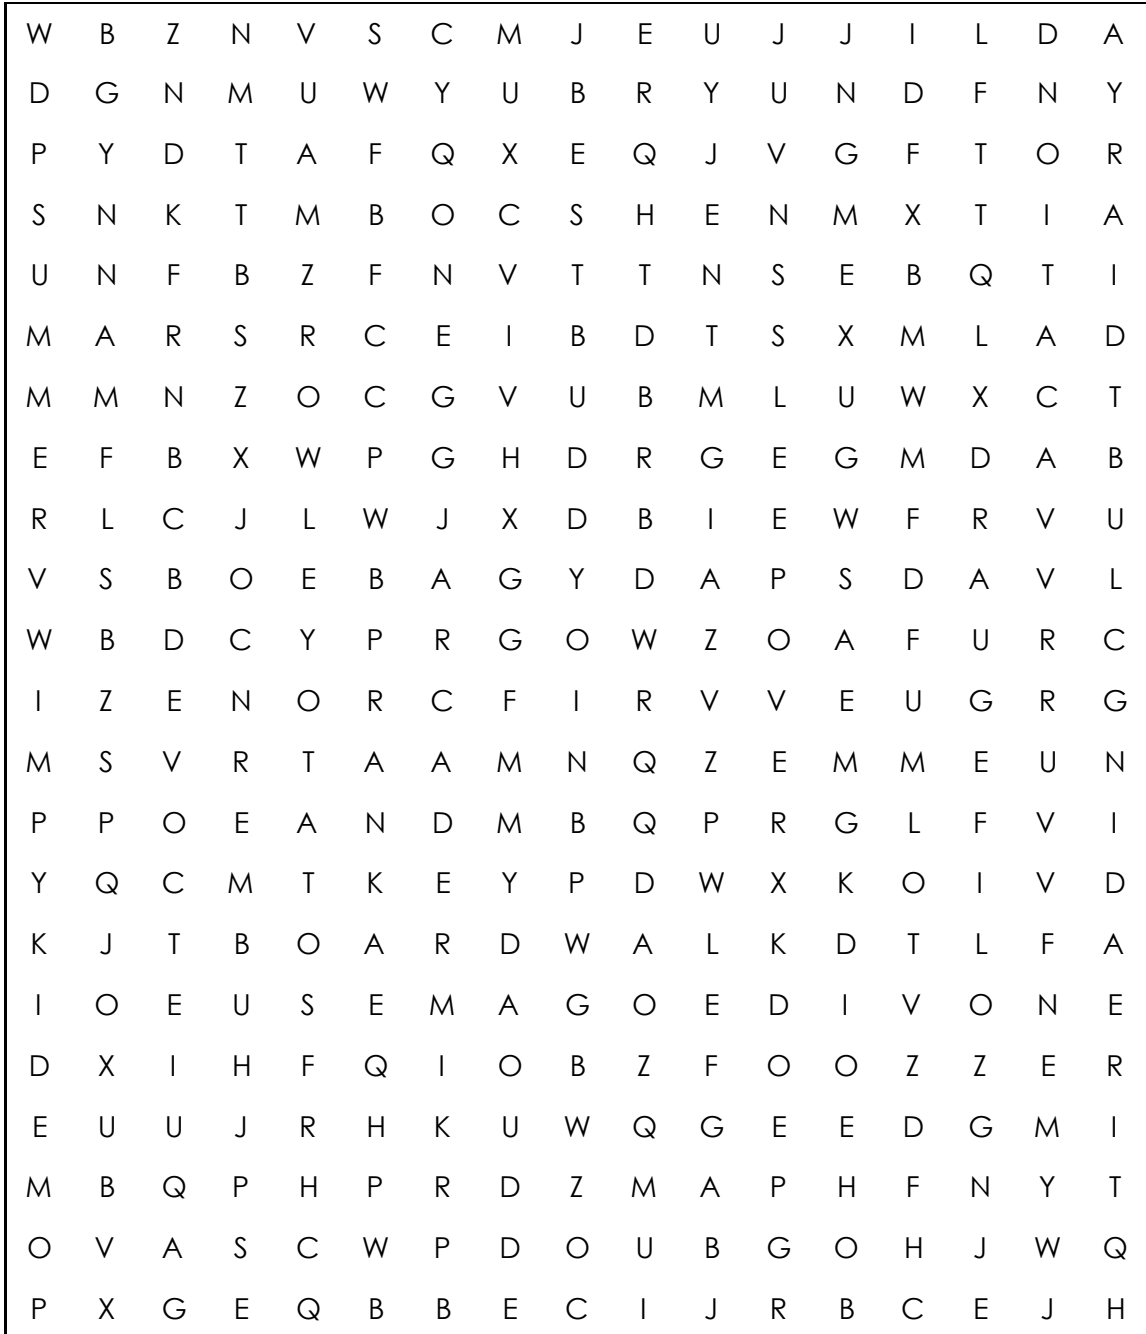 W B Z N V S C M J E U J J I L D A
D G N M U W Y U B R Y U N D F N Y
P Y D T A F Q X E Q J V G F T O R
S N K T M B O C S H E N M X T I A
U N F B Z F N V T T N S E B Q T I
M A R S R C E I B D T S X M L A D
M M N Z O C G V U B M L U W X C T
E F B X W P G H D R G E G M D A B
R L C J L W J X D B I E W F R V U
V S B O E B A G Y D A P S D A V L
W B D C Y P R G O W Z O A F U R C
I Z E N O R C F I R V V E U G R G
M S V R T A A M N Q Z E M M E U N
P P O E A N D M B Q P R G L F V I
Y Q C M T K E Y P D W X K O I V D
K J T B O A R D W A L K D T L F A
I O E U S E M A G O E D I V O N E
D X I H F Q I O B Z F O O Z Z E R
E U U J R H K U W Q G E E D G M I
M B Q P H P R D Z M A P H F N Y T
O V A S C W P D O U B G O H J W Q
P X G E Q B B E C I J R B C E J H